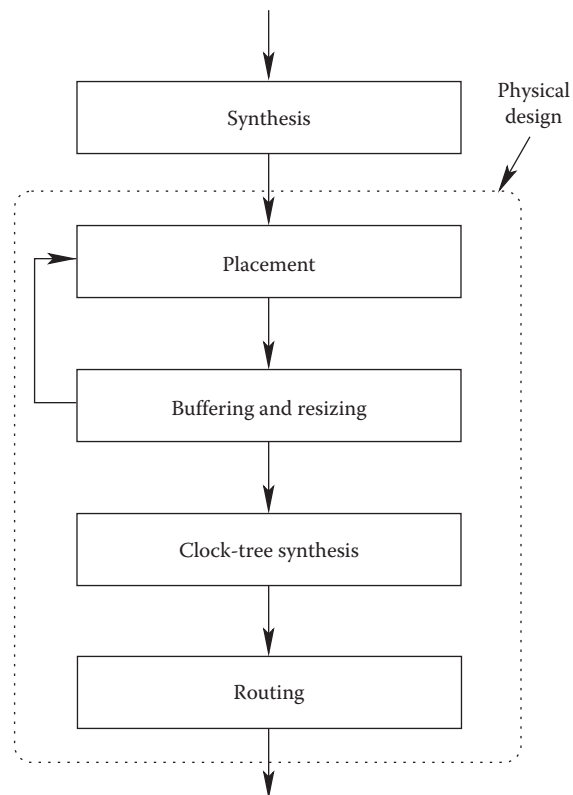 Synthesis
Physical
design
Placement
Buffering and resizing
Clock-tree synthesis
Routing